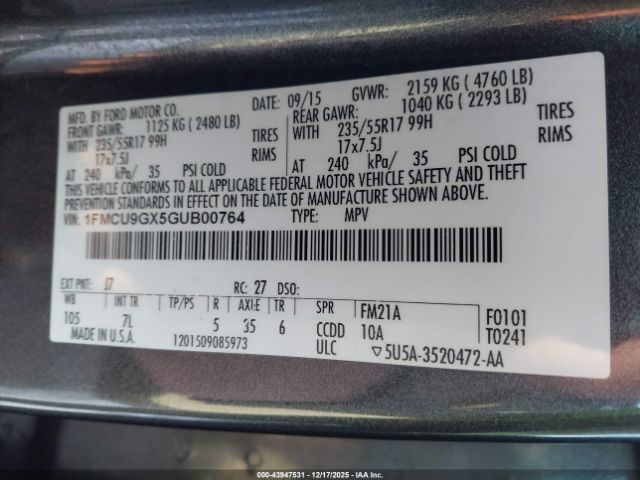 MFD. BY FORD MOTOR CO.
DATE: 09/15 GVWR: 2159 KG ( 4760 LB)
FRONT GAWR: 1125 KG ( 2480 LB) REAR GAWR: 1040 KG ( 2293 LB)
WITH 235/55R17 99H TIRES WITH 235/55R17 99H TIRES
17x7.5J RIMS 17x7.5J RIMS
AT 240 kPa/ 35 PSI COLD AT 240 kPa/ 35 PSI COLD
THIS VEHICLE CONFORMS TO ALL APPLICABLE FEDERAL MOTOR VEHICLE SAFETY AND THEFT
PREVENTION STANDARDS IN EFFECT ON THE DATE OF MANUFACTURE SHOWN ABOVE.
VIN: 1FMCU9GX5GUB00764 TYPE: MPV
EXT PNT: J7 RC: 27 DSO:
WB INT TR TP/PS R AXLE TR SPR FM21A F0101
105 7L 5 35 6 CCDD 10A T0241
MADE IN U.S.A. 1201509085973 ULC 5U5A-3520472-AA
000-43947531 - 12/17/2025 - IAA Inc.